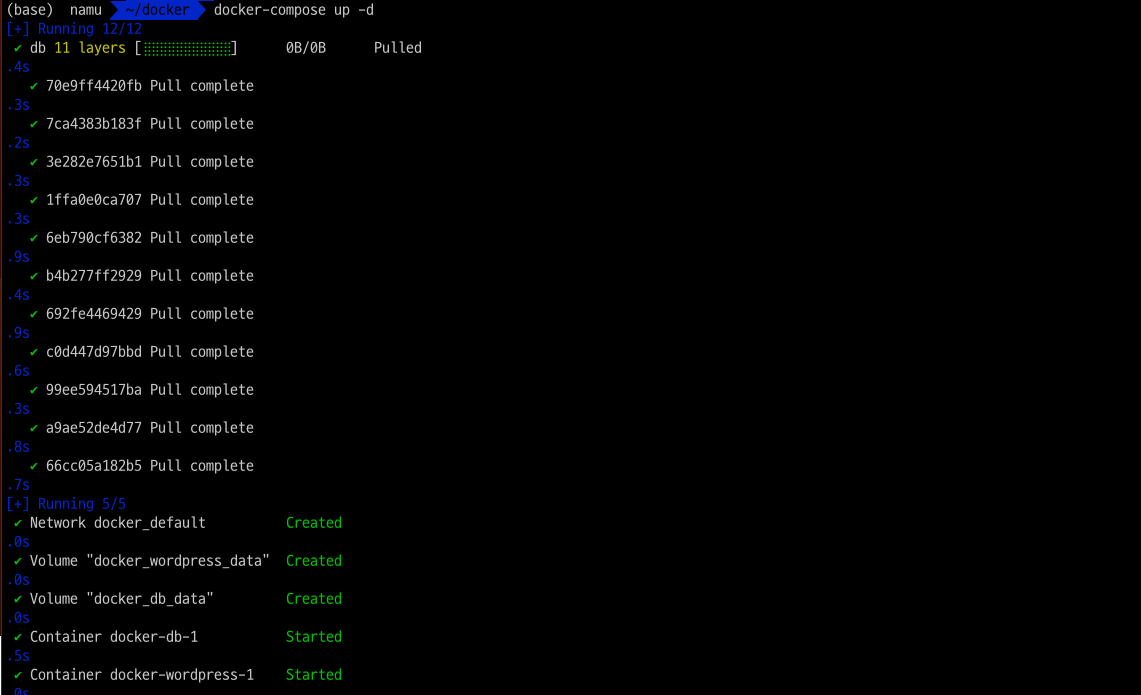 (base) namu ~/docker docker-compose up -d
[+] Running 12/12
✔ db 11 layers [⣿⣿⣿⣿⣿⣿⣿⣿⣿⣿⣿] 0B/0B Pulled
.4s
✔ 70e9ff4420fb Pull complete
.3s
✔ 7ca4383b183f Pull complete
.2s
✔ 3e282e7651b1 Pull complete
.3s
✔ 1ffa0e0ca707 Pull complete
.3s
✔ 6eb790cf6382 Pull complete
.9s
✔ b4b277ff2929 Pull complete
.4s
✔ 692fe4469429 Pull complete
.9s
✔ c0d447d97bbd Pull complete
.6s
✔ 99ee594517ba Pull complete
.3s
✔ a9ae52de4d77 Pull complete
.8s
✔ 66cc05a182b5 Pull complete
.7s
[+] Running 5/5
✔ Network docker_default Created
.0s
✔ Volume "docker_wordpress_data" Created
.0s
✔ Volume "docker_db_data" Created
.0s
✔ Container docker-db-1 Started
.5s
✔ Container docker-wordpress-1 Started
.0s